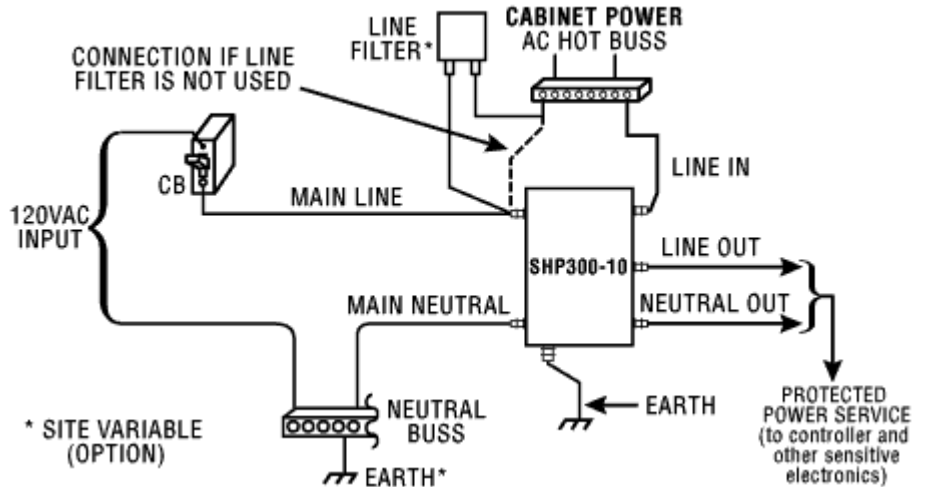 LINE
FILTER*
CABINET POWER
AC HOT BUSS
CONNECTION IF LINE
FILTER IS NOT USED
LINE IN
CB
MAIN LINE
120VAC
INPUT
SHP300-10
LINE OUT
MAIN NEUTRAL
NEUTRAL OUT
NEUTRAL
BUSS
EARTH
PROTECTED
POWER SERVICE
(to controller and
other sensitive
electronics)
* SITE VARIABLE
(OPTION)
EARTH*